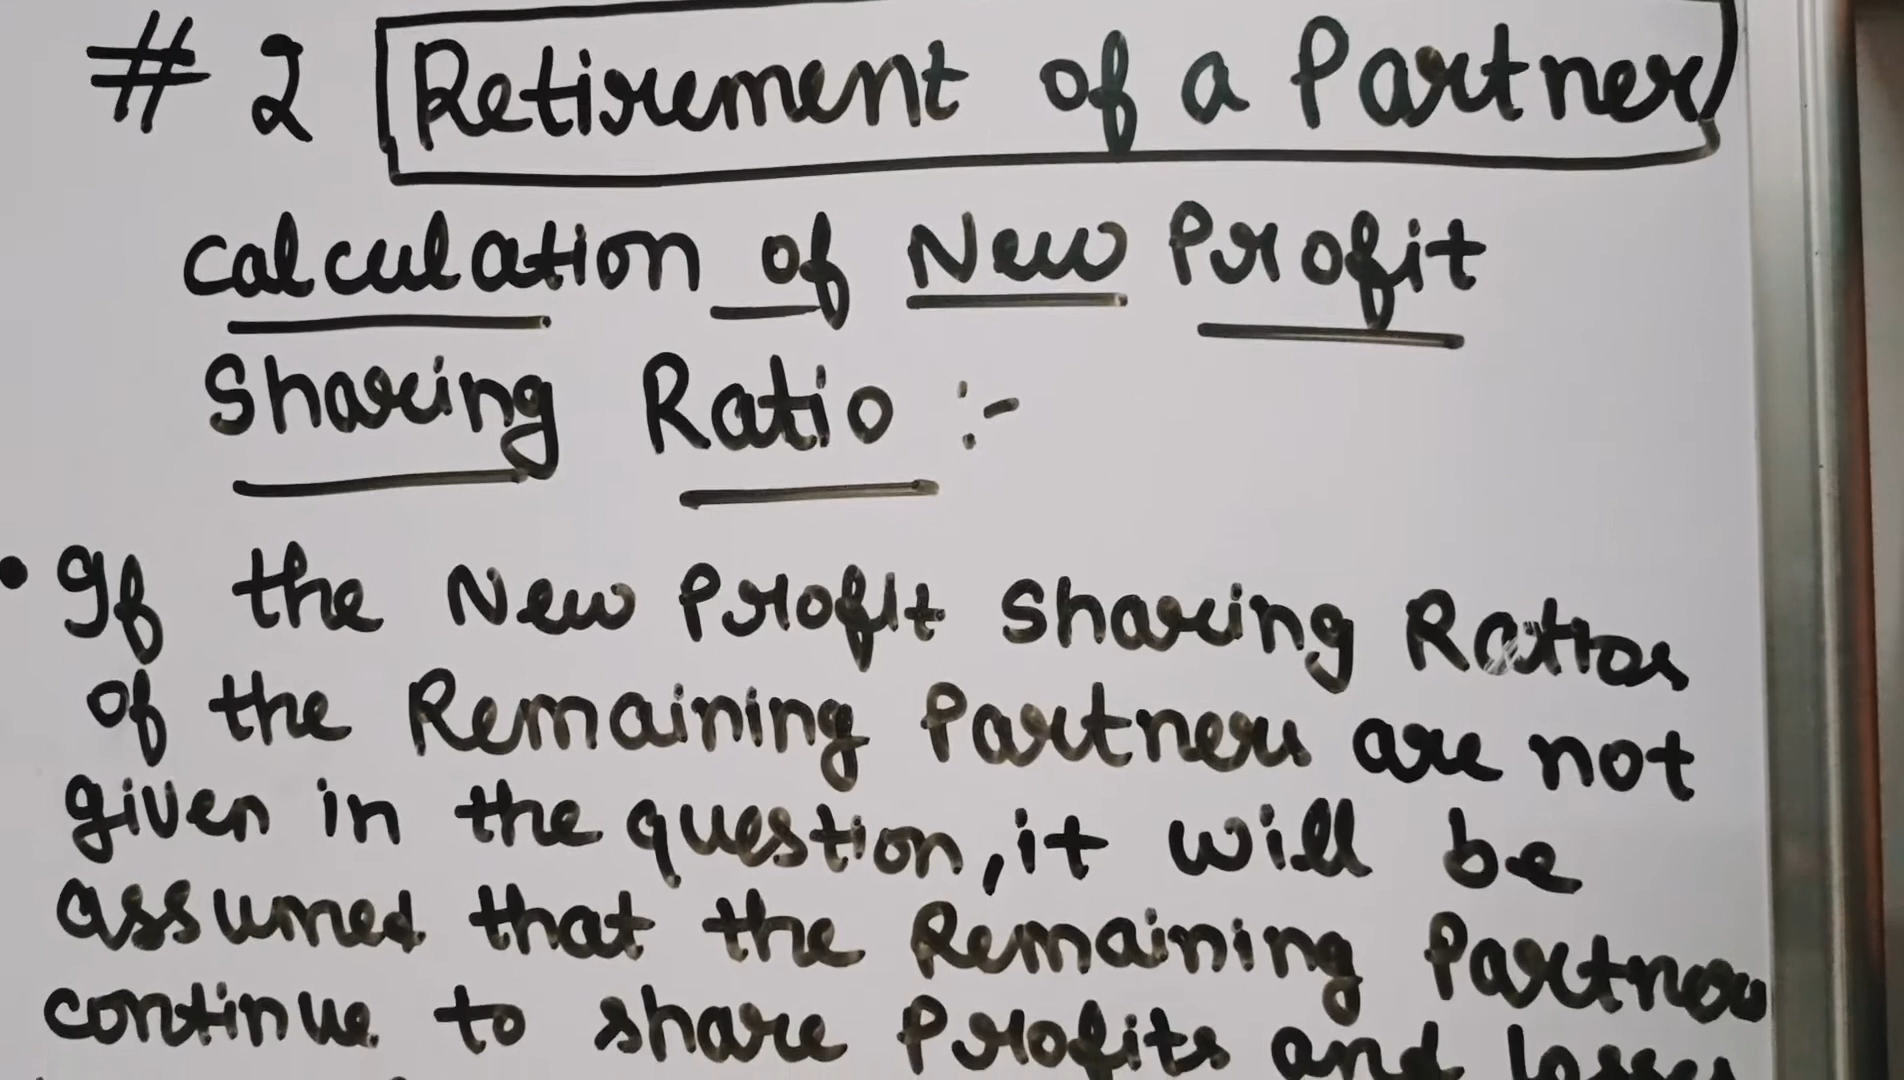 # 2 Retirement of a Partner
Calculation of New Profit
Sharing Ratio :-
• If the New Profit Sharing Ratios
of the Remaining Partners are not
given in the question, it will be
assumed that the Remaining Partners
continue to share Profits and losses